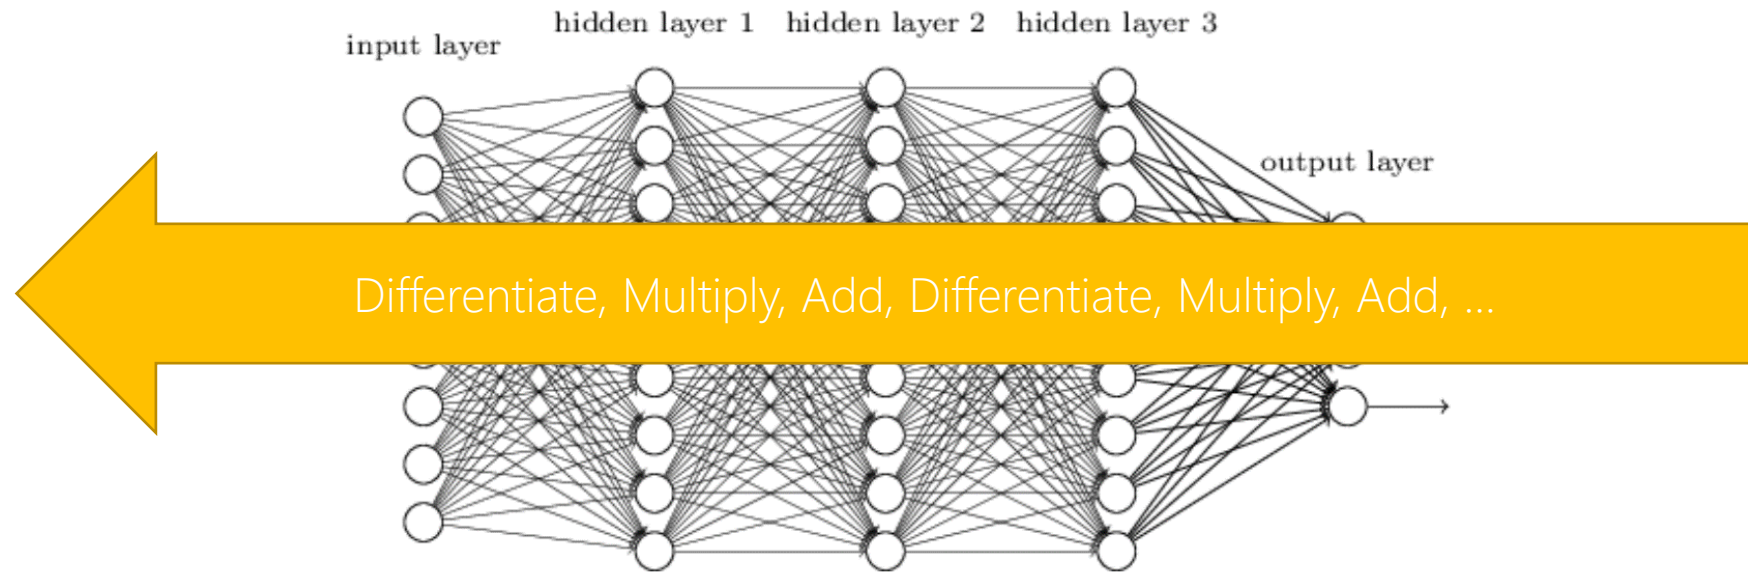 hidden layer 1 hidden layer 2 hidden layer 3
input layer
output layer
Differentiate, Multiply, Add, Differentiate, Multiply, Add, ...